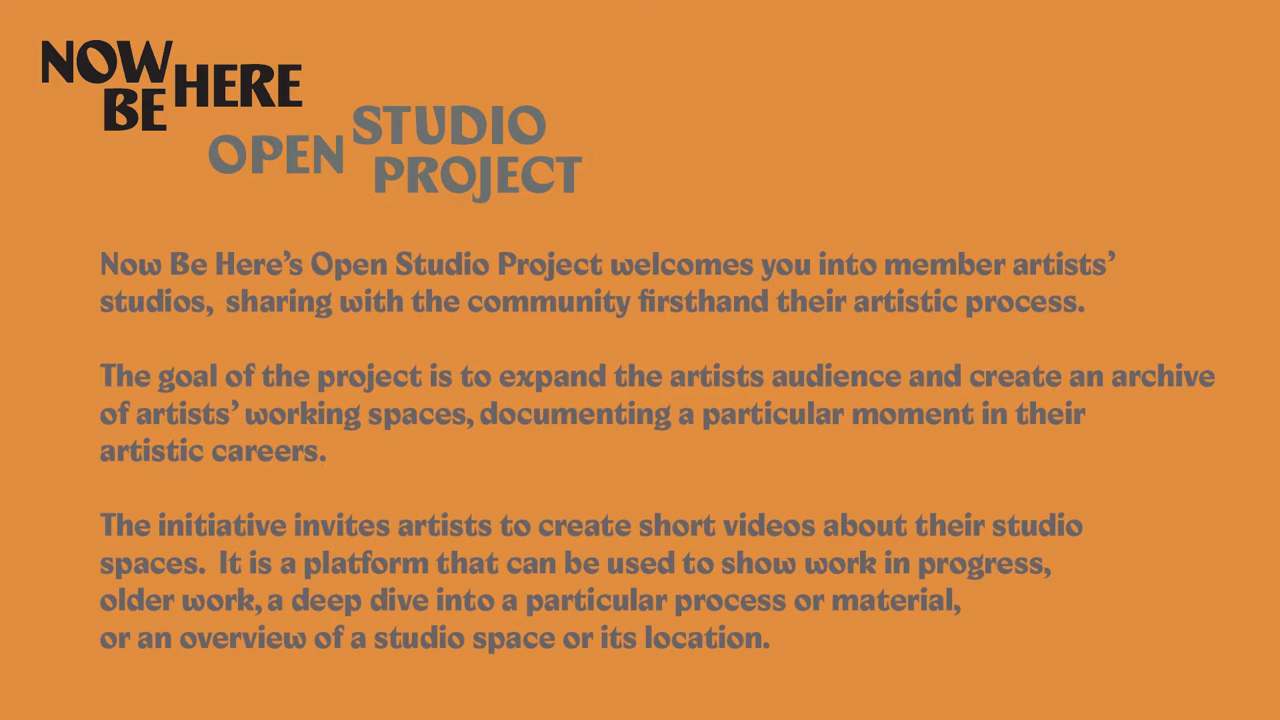 NOW BE HERE
OPEN STUDIO PROJECT
Now Be Here’s Open Studio Project welcomes you into member artists’
studios,  sharing with the community firsthand their artistic process.
The goal of the project is to expand the artists audience and create an archive
of artists’ working spaces, documenting a particular moment in their
artistic careers.
The initiative invites artists to create short videos about their studio
spaces.  It is a platform that can be used to show work in progress,
older work, a deep dive into a particular process or material,
or an overview of a studio space or its location.